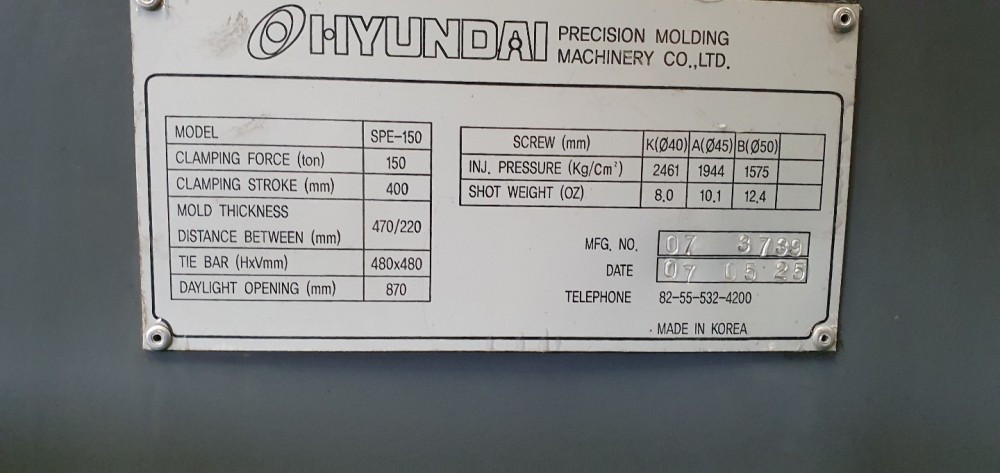 HYUNDAI PRECISION MOLDING
MACHINERY CO.,LTD.
MODEL SPE-150
CLAMPING FORCE (ton) 150
CLAMPING STROKE (mm) 400
MOLD THICKNESS
DISTANCE BETWEEN (mm) 470/220
TIE BAR (HxVmm) 480x480
DAYLIGHT OPENING (mm) 870
SCREW (mm) K(Ø40) A(Ø45) B(Ø50)
INJ. PRESSURE (Kg/Cm²) 2461 1944 1575
SHOT WEIGHT (OZ) 8.0 10.1 12.4
MFG. NO. 07 3739
DATE 07 05 25
TELEPHONE 82-55-532-4200
· MADE IN KOREA